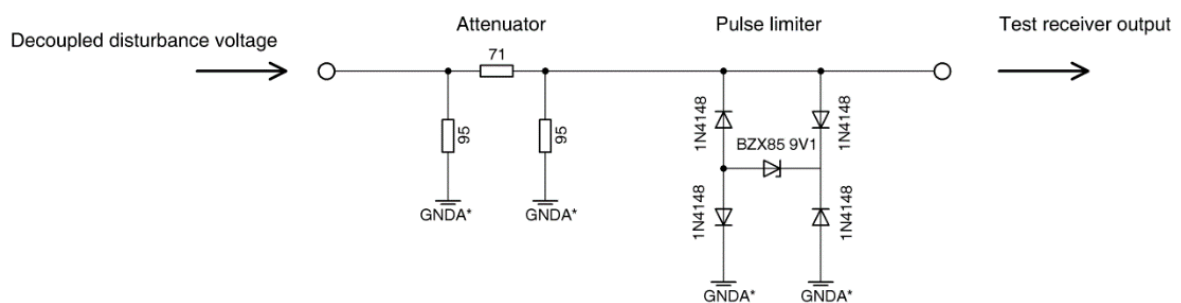 Attenuator
Pulse limiter
Test receiver output
Decoupled disturbance voltage
71
1N4148
1N4148
95
95
BZX85 9V1
1N4148
1N4148
GNDA*
GNDA*
GNDA*
GNDA*